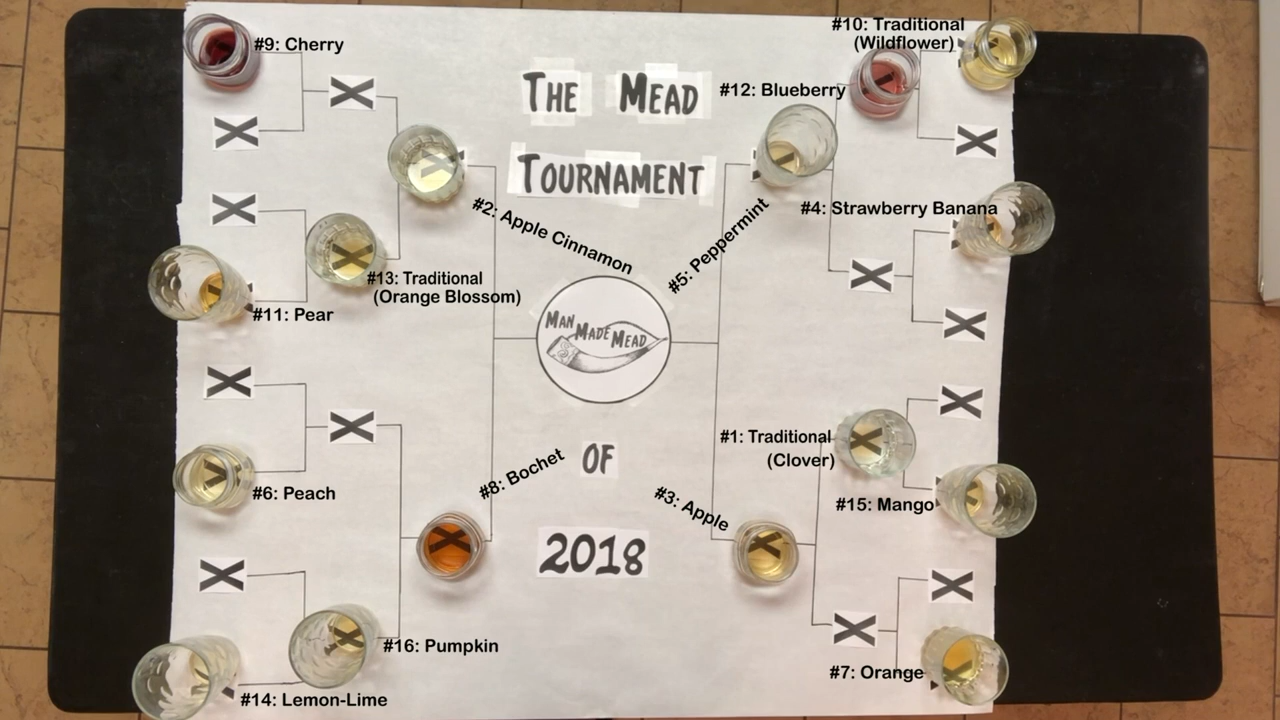 #10: Traditional
(Wildflower)
#9: Cherry
#12: Blueberry
THE MEAD
TOURNAMENT
#2: Apple Cinnamon
#5: Peppermint
#4: Strawberry Banana
#13: Traditional
(Orange Blossom)
#11: Pear
MAN
MADE
MEAD
#1: Traditional
(Clover)
OF
#8: Bochet
#6: Peach
#3: Apple
#15: Mango
2018
#16: Pumpkin
#7: Orange
#14: Lemon-Lime